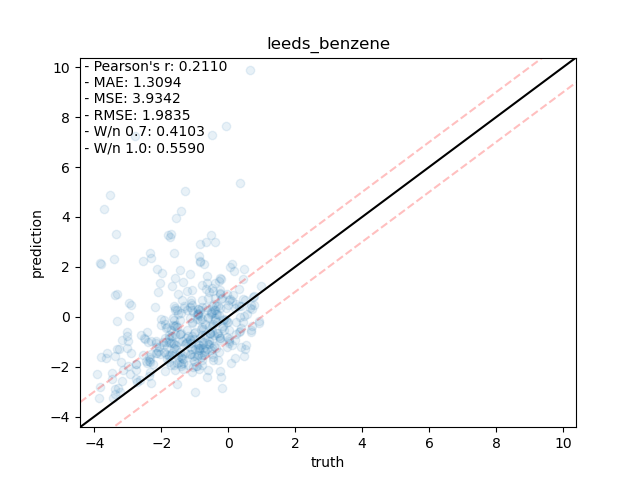 leeds_benzene
- Pearson's r: 0.2110
- MAE: 1.3094
- MSE: 3.9342
- RMSE: 1.9835
- W/n 0.7: 0.4103
- W/n 1.0: 0.5590
10
8
6
4
2
0
−2
−4
prediction
−4 −2 0 2 4 6 8 10
truth